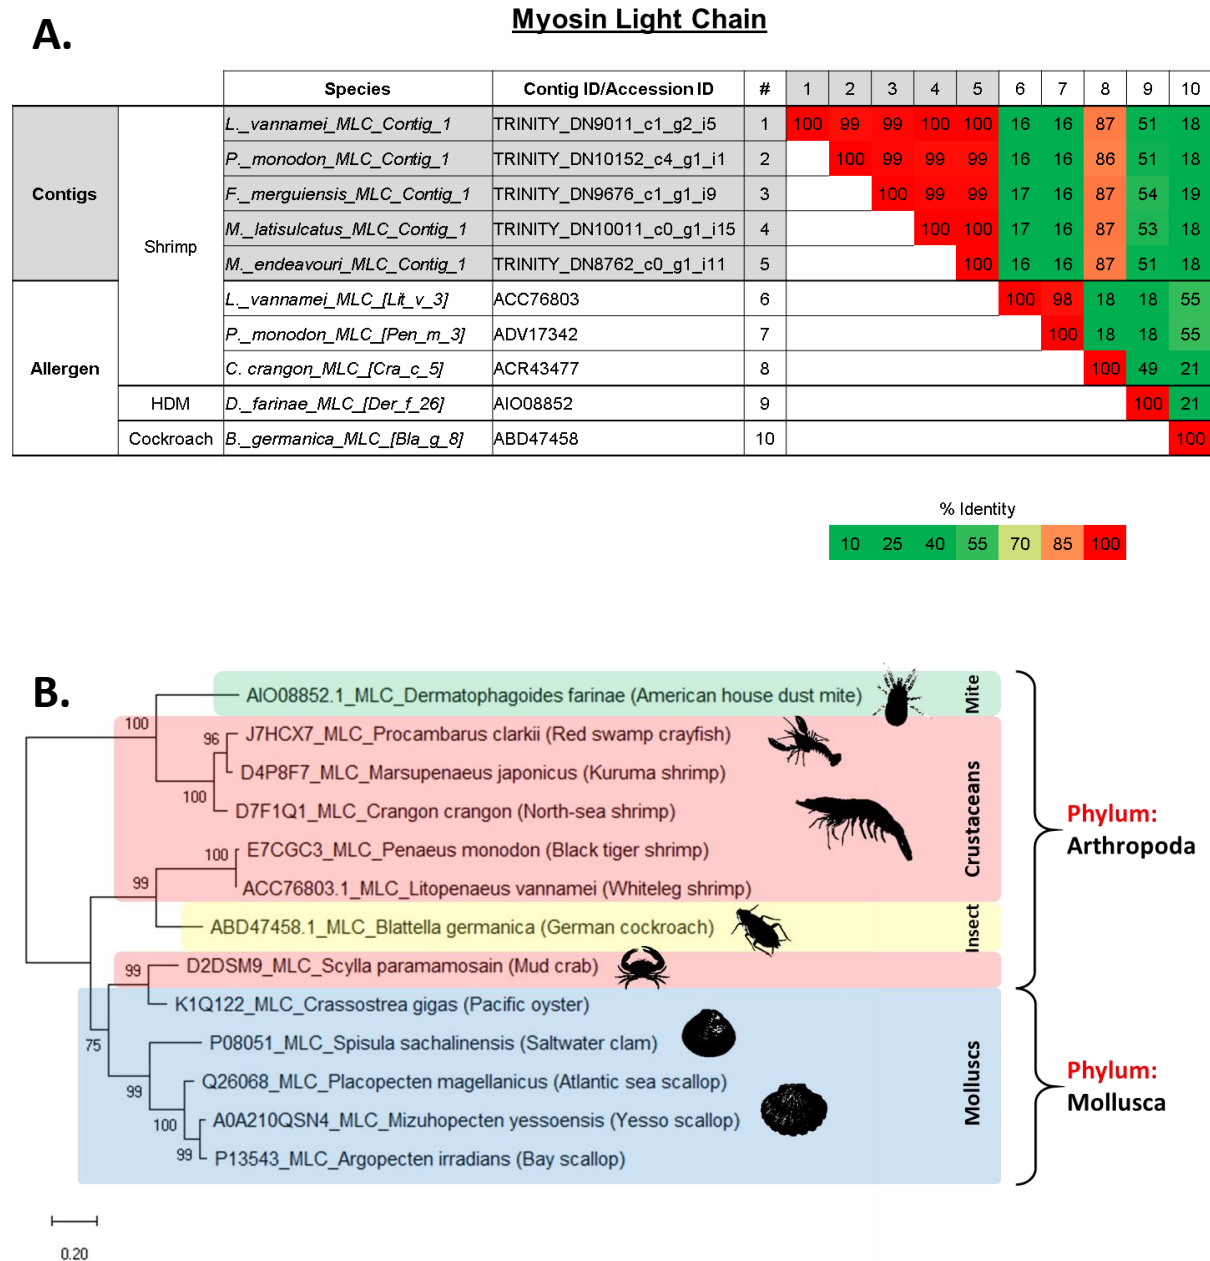 Myosin Light Chain
A.
Species Contig ID/Accession ID # 1 2 3 4 5 6 7 8 9 10
Contigs
Shrimp
L._vannamei_MLC_Contig_1 TRINITY_DN9011_c1_g2_i5 1 100 99 99 100 100 16 16 87 51 18
P._monodon_MLC_Contig_1 TRINITY_DN10152_c4_g1_i1 2 100 99 99 99 16 16 86 51 18
F._merguiensis_MLC_Contig_1 TRINITY_DN9676_c1_g1_i9 3 100 99 99 17 16 87 54 19
M._latisulcatus_MLC_Contig_1 TRINITY_DN10011_c0_g1_i15 4 100 100 17 16 87 53 18
M._endeavouri_MLC_Contig_1 TRINITY_DN8762_c0_g1_i11 5 100 16 16 87 51 18
Allergen
L._vannamei_MLC_[Lit_v_3] ACC76803 6 100 98 18 18 55
P._monodon_MLC_[Pen_m_3] ADV17342 7 100 18 18 55
C. crangon_MLC_[Cra_c_5] ACR43477 8 100 49 21
HDM D._farinae_MLC_[Der_f_26] AIO08852 9 100 21
Cockroach B._germanica_MLC_[Bla_g_8] ABD47458 10 100
% Identity
10 25 40 55 70 85 100
B.
AIO08852.1_MLC_Dermatophagoides farinae (American house dust mite)
Mite
100
J7HCX7_MLC_Procambarus clarkii (Red swamp crayfish)
96
D4P8F7_MLC_Marsupenaeus japonicus (Kuruma shrimp)
100
D7F1Q1_MLC_Crangon crangon (North-sea shrimp)
Crustaceans
E7CGC3_MLC_Penaeus monodon (Black tiger shrimp)
100
ACC76803.1_MLC_Litopenaeus vannamei (Whiteleg shrimp)
99
ABD47458.1_MLC_Blattella germanica (German cockroach)
Insect
Phylum:
Arthropoda
D2DSM9_MLC_Scylla paramamosain (Mud crab)
99
K1Q122_MLC_Crassostrea gigas (Pacific oyster)
75
P08051_MLC_Spisula sachalinensis (Saltwater clam)
99
Q26068_MLC_Placopecten magellanicus (Atlantic sea scallop)
100
A0A210QSN4_MLC_Mizuhopecten yessoensis (Yesso scallop)
99
P13543_MLC_Argopecten irradians (Bay scallop)
Molluscs
Phylum:
Mollusca
0.20